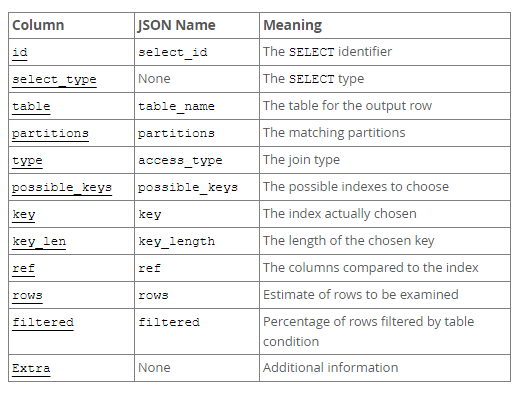 Column JSON Name Meaning
id select_id The SELECT identifier
select_type None The SELECT type
table table_name The table for the output row
partitions partitions The matching partitions
type access_type The join type
possible_keys possible_keys The possible indexes to choose
key key The index actually chosen
key_len key_length The length of the chosen key
ref ref The columns compared to the index
rows rows Estimate of rows to be examined
filtered filtered Percentage of rows filtered by table
condition
Extra None Additional information